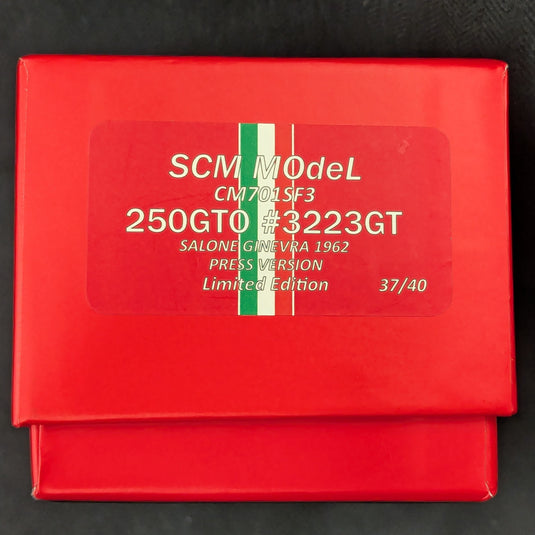 SCM MOdeL
CM701SF3
250GTO #3223GT
SALONE GINEVRA 1962
PRESS VERSION
Limited Edition 37/40